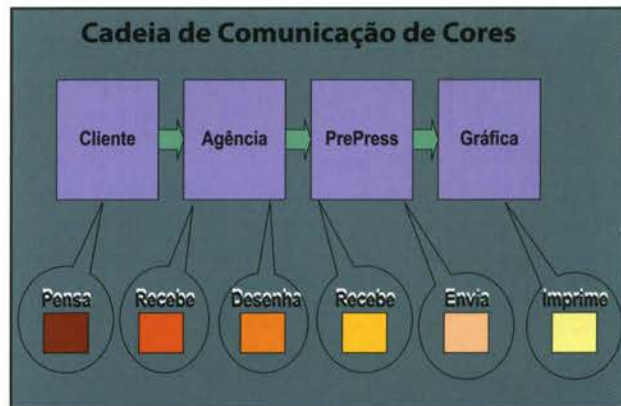 Cadeia de Comunicação de Cores
Cliente
Agência
PrePress
Gráfica
Pensa
Recebe
Desenha
Recebe
Envia
Imprime